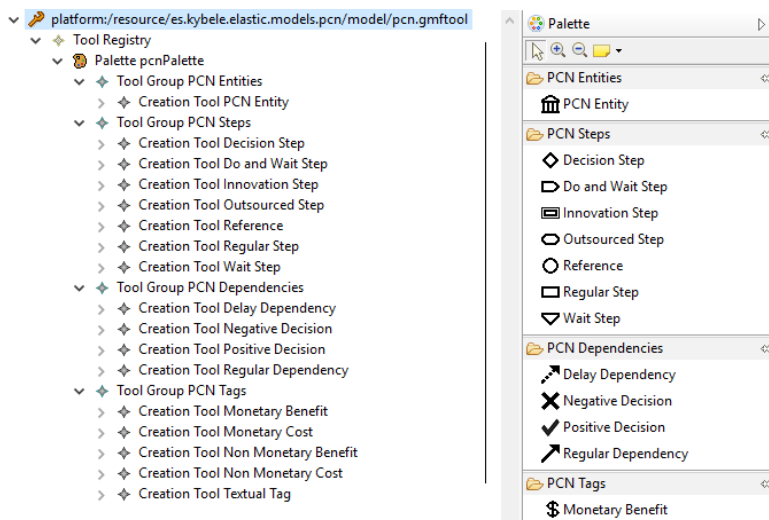 platform:/resource/es.kybele.elastic.models.pcn/model/pcn.gmftool
Tool Registry
Palette pcnPalette
Tool Group PCN Entities
Creation Tool PCN Entity
Tool Group PCN Steps
Creation Tool Decision Step
Creation Tool Do and Wait Step
Creation Tool Innovation Step
Creation Tool Outsourced Step
Creation Tool Reference
Creation Tool Regular Step
Creation Tool Wait Step
Tool Group PCN Dependencies
Creation Tool Delay Dependency
Creation Tool Negative Decision
Creation Tool Positive Decision
Creation Tool Regular Dependency
Tool Group PCN Tags
Creation Tool Monetary Benefit
Creation Tool Monetary Cost
Creation Tool Non Monetary Benefit
Creation Tool Non Monetary Cost
Creation Tool Textual Tag
Palette
PCN Entities
PCN Entity
PCN Steps
Decision Step
Do and Wait Step
Innovation Step
Outsourced Step
Reference
Regular Step
Wait Step
PCN Dependencies
Delay Dependency
Negative Decision
Positive Decision
Regular Dependency
PCN Tags
Monetary Benefit